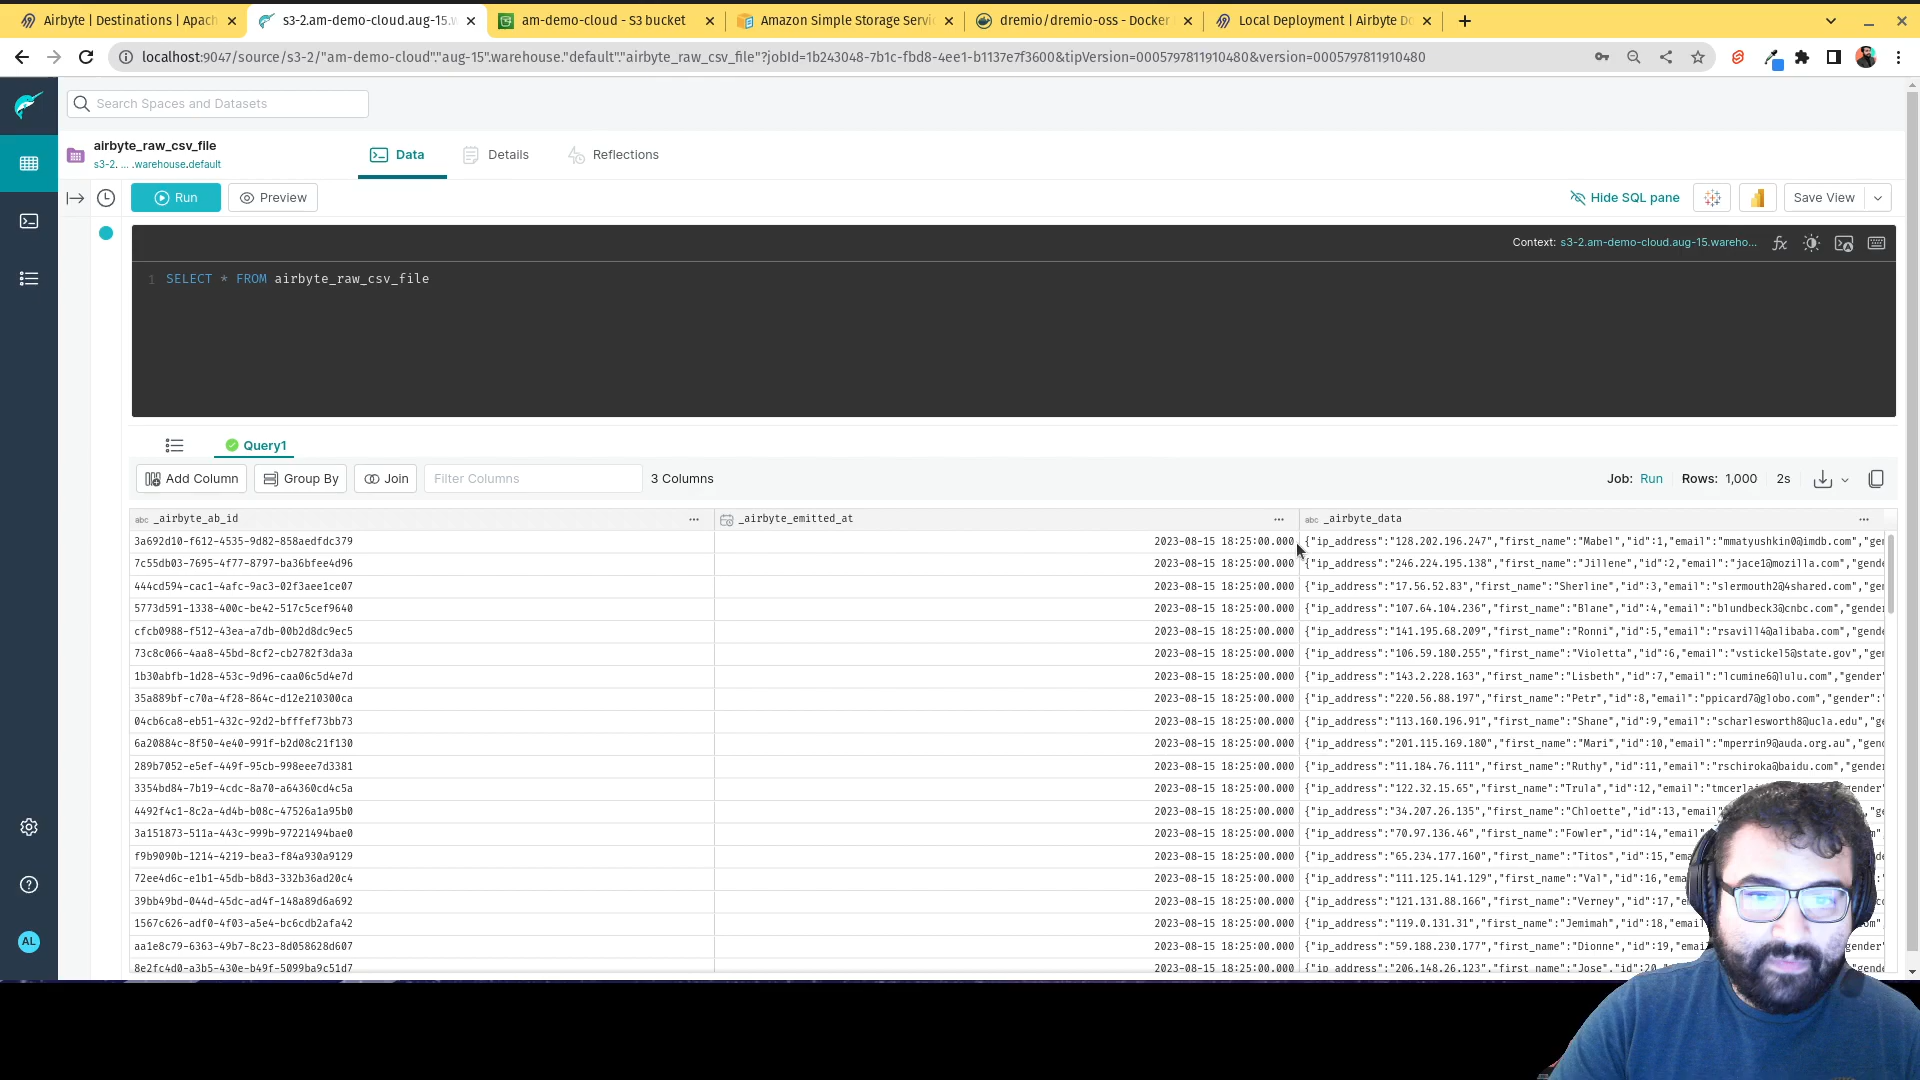 Airbyte | Destinations | Apach
s3-2.am-demo-cloud.aug-15.w
am-demo-cloud - S3 bucket
Amazon Simple Storage Servic
dremio/dremio-oss - Docker
Local Deployment | Airbyte Do
localhost:9047/source/s3-2/"am-demo-cloud"."aug-15".warehouse."default"."airbyte_raw_csv_file"?jobId=1b243048-7b1c-fbd8-4ee1-b1137e7f3600&tipVersion=0005797811910480&version=0005797811910480
Search Spaces and Datasets
airbyte_raw_csv_file
s3-2. ... .warehouse.default
Data
Details
Reflections
Run
Preview
Hide SQL pane
Save View
Context: s3-2.am-demo-cloud.aug-15.wareho...
1 SELECT * FROM airbyte_raw_csv_file
Query1
Add Column
Group By
Join
Filter Columns
3 Columns
Job: Run Rows: 1,000 2s
abc _airbyte_ab_id ... _airbyte_emitted_at ... abc _airbyte_data ...
3a692d10-f612-4535-9d82-858aedfdc379 2023-08-15 18:25:00.000 {"ip_address":"128.202.196.247","first_name":"Mabel","id":1,"email":"mmatyushkin0@imdb.com","gen
7c55db03-7695-4f77-8797-ba36bfee4d96 2023-08-15 18:25:00.000 {"ip_address":"246.224.195.138","first_name":"Jillene","id":2,"email":"jace1@mozilla.com","gende
444cd594-cac1-4afc-9ac3-02f3aee1ce07 2023-08-15 18:25:00.000 {"ip_address":"17.56.52.83","first_name":"Sherline","id":3,"email":"slermouth2@4shared.com","gen
5773d591-1338-400c-be42-517c5cef9640 2023-08-15 18:25:00.000 {"ip_address":"107.64.104.236","first_name":"Blane","id":4,"email":"blundbeck3@cnbc.com","gender
cfcb0988-f512-43ea-a7db-00b2d8dc9ec5 2023-08-15 18:25:00.000 {"ip_address":"141.195.68.209","first_name":"Ronni","id":5,"email":"rsavill4@alibaba.com","gende
73c8c066-4aa8-45bd-8cf2-cb2782f3da3a 2023-08-15 18:25:00.000 {"ip_address":"106.59.180.255","first_name":"Violetta","id":6,"email":"vstickel5@state.gov","gen
1b30abfb-1d28-453c-9d96-caa06c5d4e7d 2023-08-15 18:25:00.000 {"ip_address":"143.2.228.163","first_name":"Lisbeth","id":7,"email":"lcumine6@lulu.com","gender"
35a889bf-c70a-4f28-864c-d12e210300ca 2023-08-15 18:25:00.000 {"ip_address":"220.56.88.197","first_name":"Petr","id":8,"email":"ppicard7@globo.com","gender":"
04cb6ca8-eb51-432c-92d2-bfffef73bb73 2023-08-15 18:25:00.000 {"ip_address":"113.160.196.91","first_name":"Shane","id":9,"email":"scharlesworth8@ucla.edu","ge
6a20884c-8f50-4e40-991f-b2d08c21f130 2023-08-15 18:25:00.000 {"ip_address":"201.115.169.180","first_name":"Mari","id":10,"email":"mperrin9@auda.org.au","gend
289b7052-e5ef-449f-95cb-998eee7d3381 2023-08-15 18:25:00.000 {"ip_address":"11.184.76.111","first_name":"Ruthy","id":11,"email":"rschiroka@baidu.com","gende
3354bd84-7b19-4cdc-8a70-a64360cd4c5a 2023-08-15 18:25:00.000 {"ip_address":"122.32.15.65","first_name":"Trula","id":12,"email":"tmcerla ender"
4492f4c1-8c2a-4d4b-b08c-47526a1a95b0 2023-08-15 18:25:00.000 {"ip_address":"34.207.26.135","first_name":"Chloette","id":13,"email"
3a151873-511a-443c-999b-97221494bae0 2023-08-15 18:25:00.000 {"ip_address":"70.97.136.46","first_name":"Fowler","id":14,"email"
f9b9090b-1214-4219-bea3-f84a930a9129 2023-08-15 18:25:00.000 {"ip_address":"65.234.177.160","first_name":"Titos","id":15,"ema
72ee4d6c-e1b1-45db-b8d3-332b36ad20c4 2023-08-15 18:25:00.000 {"ip_address":"111.125.141.129","first_name":"Val","id":16,"ema
39bb49bd-044d-45dc-ad4f-148a89d6a692 2023-08-15 18:25:00.000 {"ip_address":"121.131.88.166","first_name":"Verney","id":17,"e
1567c626-adf0-4f03-a5e4-bc6cdb2afa42 2023-08-15 18:25:00.000 {"ip_address":"119.0.131.31","first_name":"Jemimah","id":18,"emai
aa1e8c79-6363-49b7-8c23-8d058628d607 2023-08-15 18:25:00.000 {"ip_address":"59.188.230.177","first_name":"Dionne","id":19,"emai
8e2fc4d0-a3b5-430e-b49f-5099ba9c51d7 2023-08-15 18:25:00.000 {"ip_address":"206.148.26.123","first_name":"Jose","id":20
AL